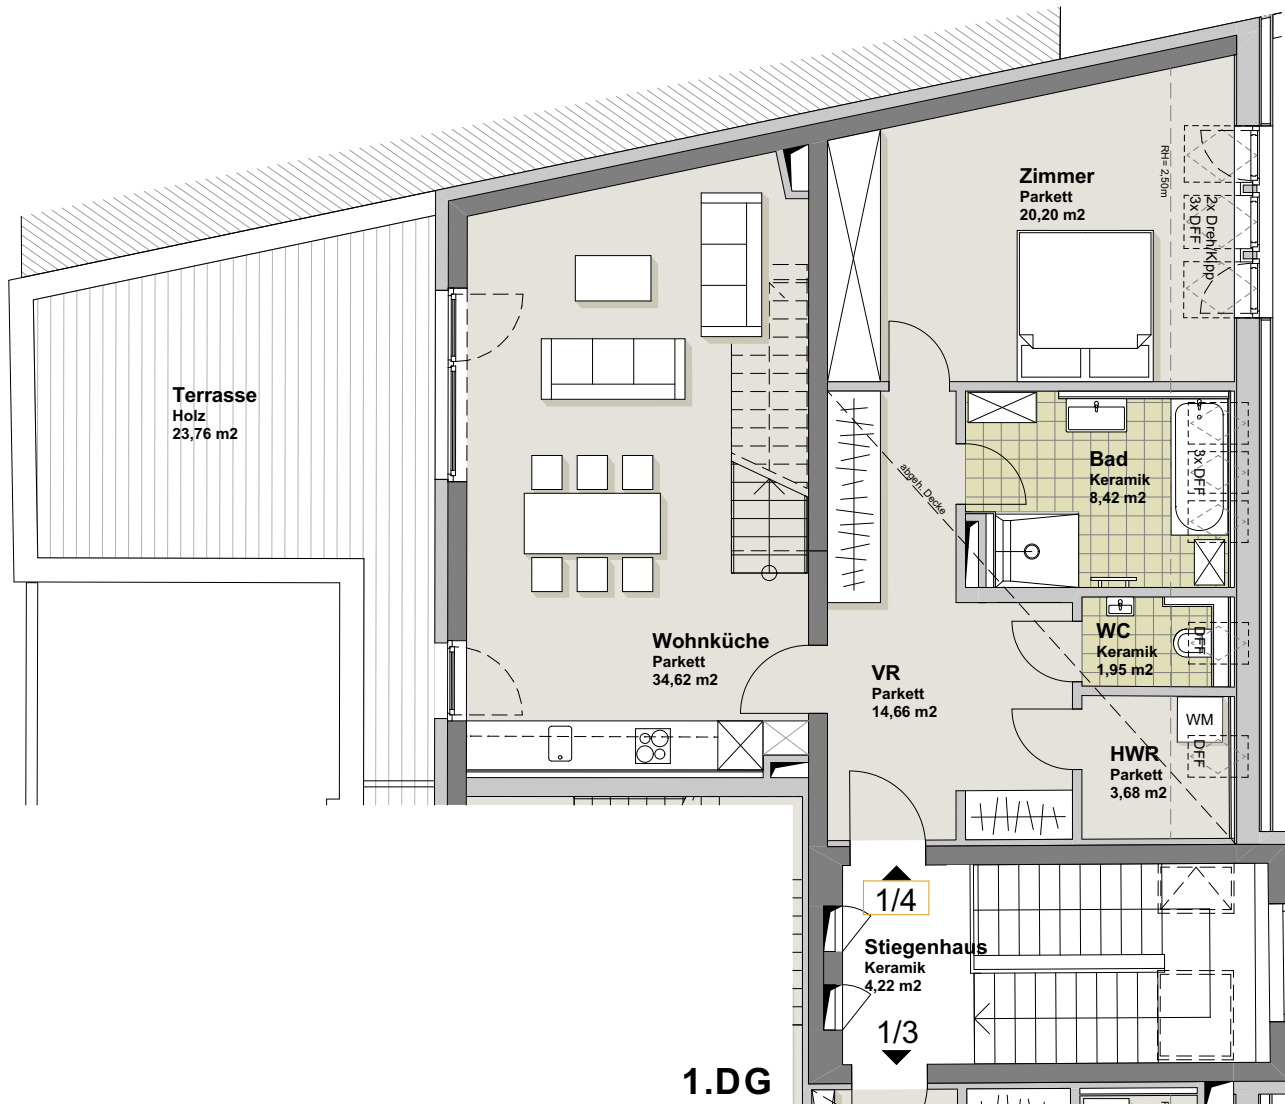 Zimmer
Parkett
20,20 m2
RH= 2,50m
2x Dreh/Kipp
3x DFF
Terrasse
Holz
23,76 m2
Bad
Keramik
8,42 m2
3x DFF
abgeh. Decke
Wohnküche
Parkett
34,62 m2
WC
Keramik
1,95 m2
DFF
VR
Parkett
14,66 m2
WM
HWR
Parkett
3,68 m2
DFF
1/4
Stiegenhaus
Keramik
4,22 m2
1/3
1.DG